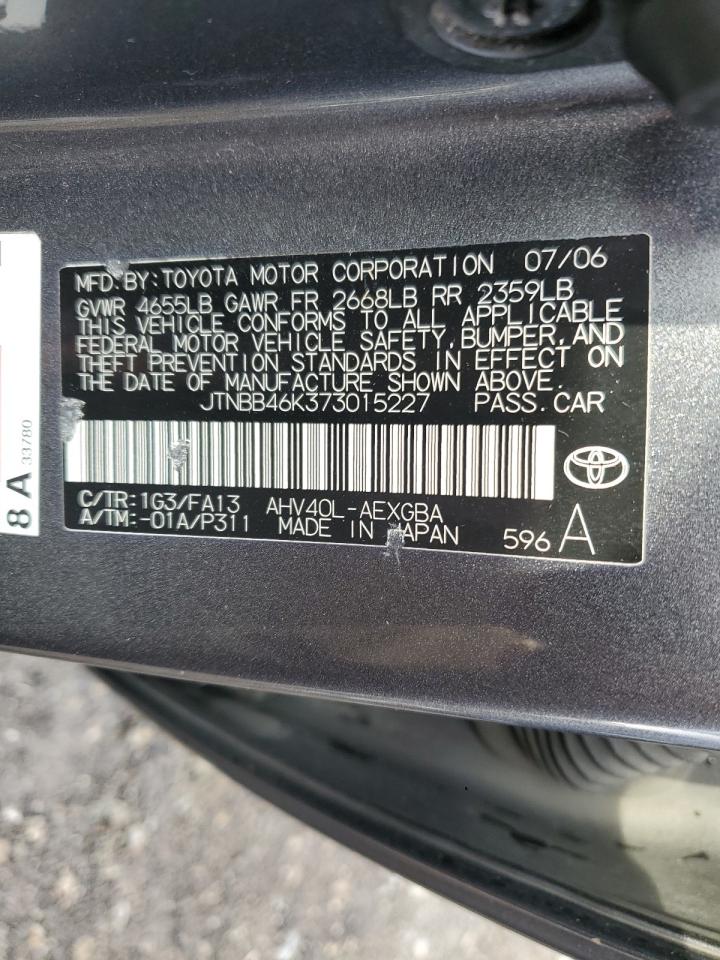 MFD.BY:TOYOTA MOTOR CORPORATION 07/06
GVWR 4655LB GAWR FR 2668LB RR 2359LB
THIS VEHICLE CONFORMS TO ALL APPLICABLE
FEDERAL MOTOR VEHICLE SAFETY, BUMPER, AND
THEFT PREVENTION STANDARDS IN EFFECT ON
THE DATE OF MANUFACTURE SHOWN ABOVE.
JTNBB46K373015227 PASS.CAR
C/TR:1G3/FA13 AHV40L-AEXGBA
A/TM:-01A/P311 MADE IN JAPAN 596 A
8 A 33780